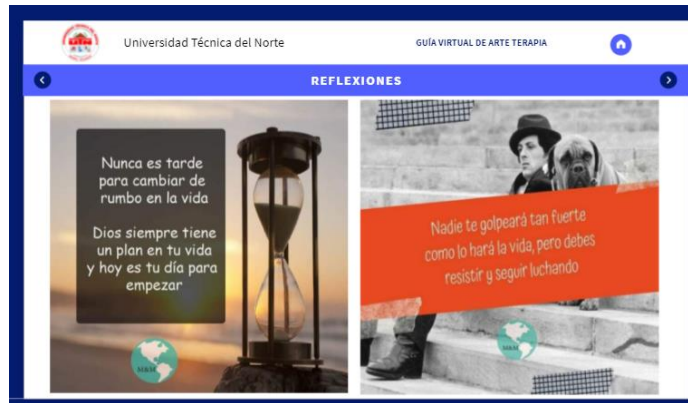 Universidad Técnica del Norte
GUÍA VIRTUAL DE ARTE TERAPIA
REFLEXIONES
Nunca es tarde
para cambiar de
rumbo en la vida
Dios siempre tiene
un plan en tu vida
y hoy es tu día para
empezar
Nadie te golpeará tan fuerte
como lo hará la vida, pero debes
resistir y seguir luchando